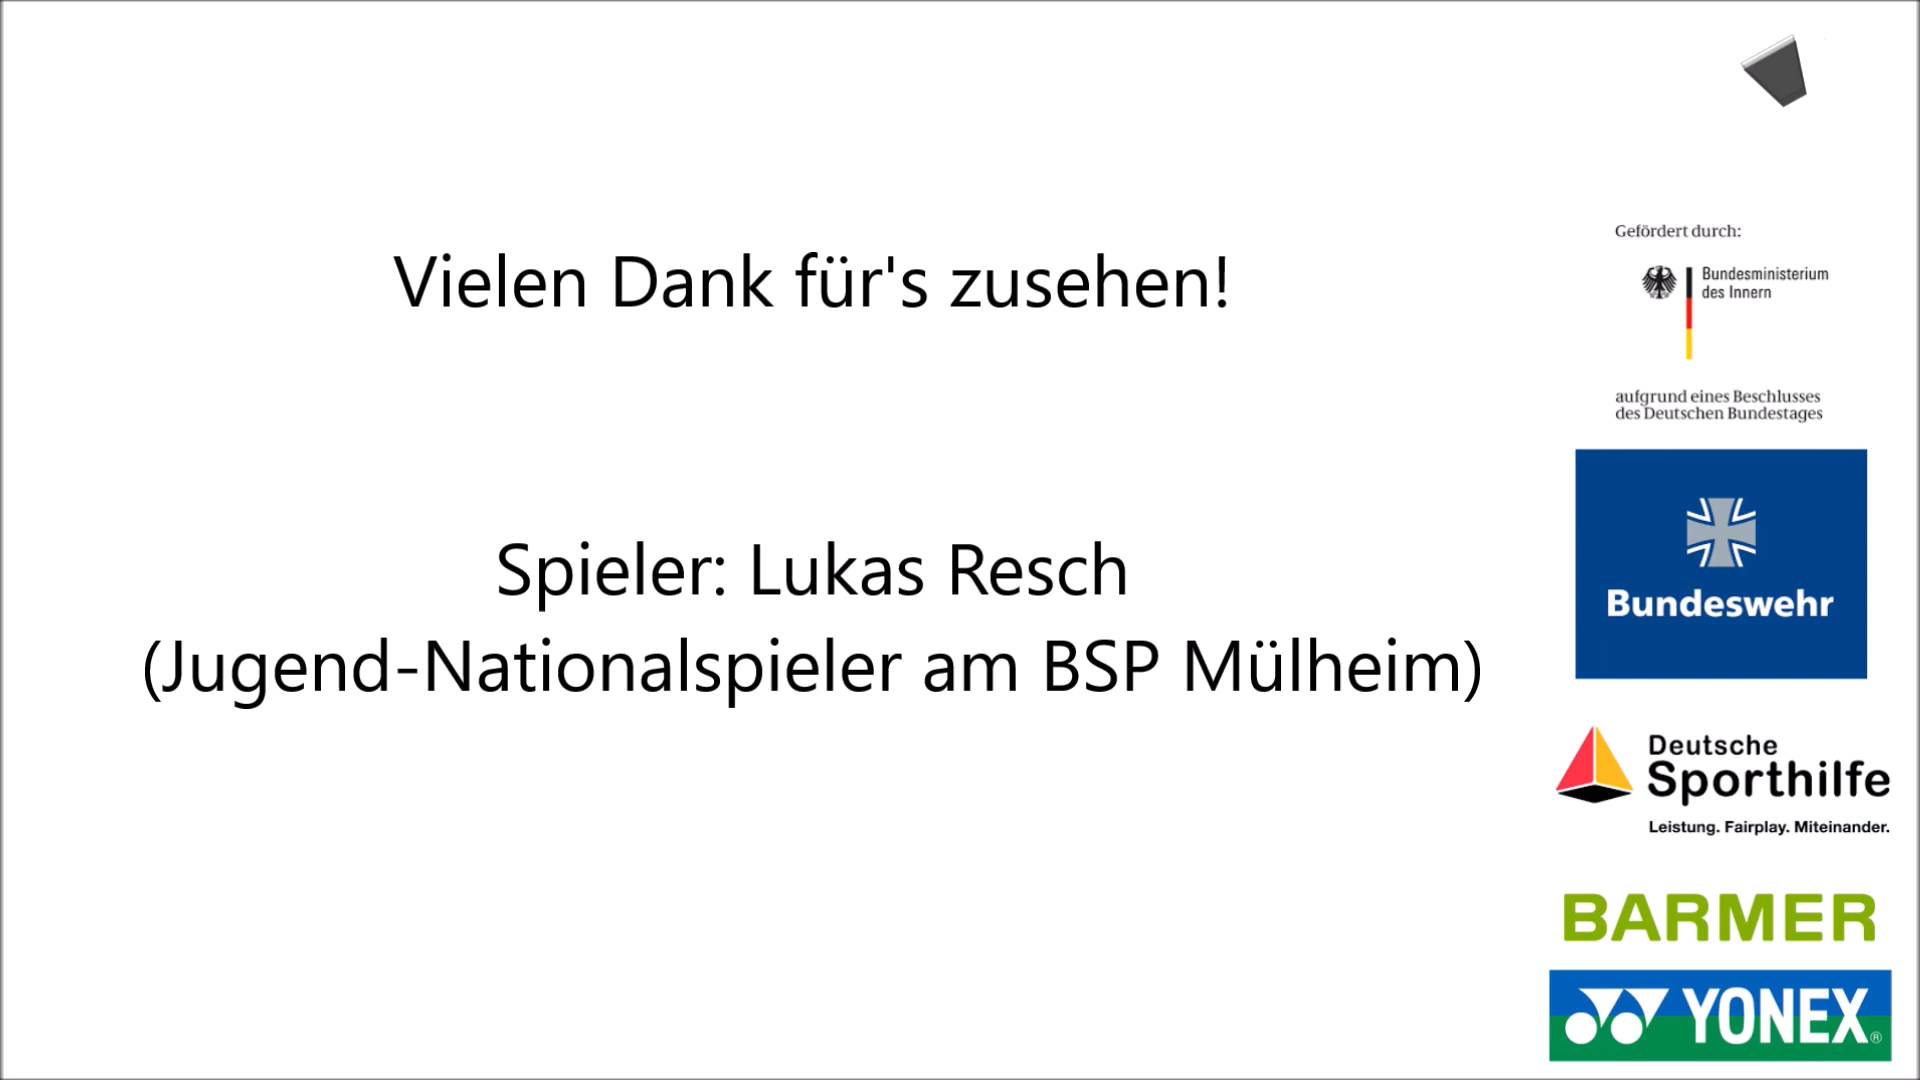 Vielen Dank für's zusehen!
Spieler: Lukas Resch
(Jugend-Nationalspieler am BSP Mülheim)
Gefördert durch:
Bundesministerium
des Innern
aufgrund eines Beschlusses
des Deutschen Bundestages
Bundeswehr
Deutsche
Sporthilfe
Leistung. Fairplay. Miteinander.
BARMER
YONEX®